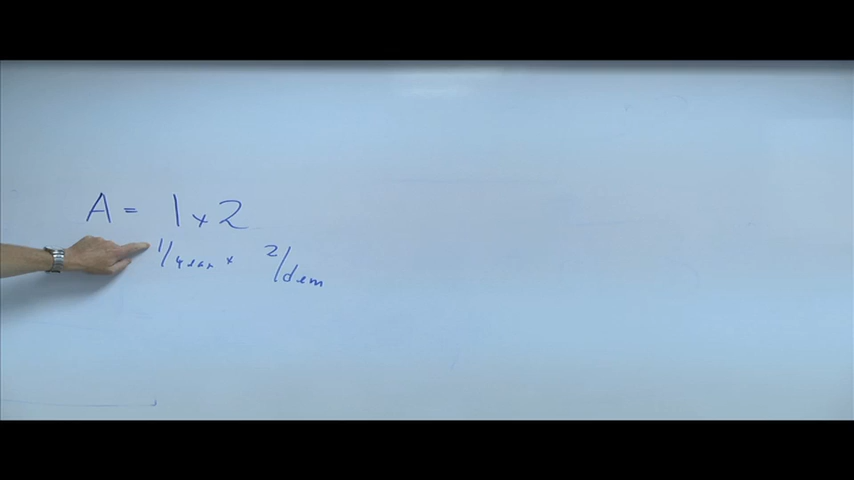 A = 1 x 2
1/year x 2/dem